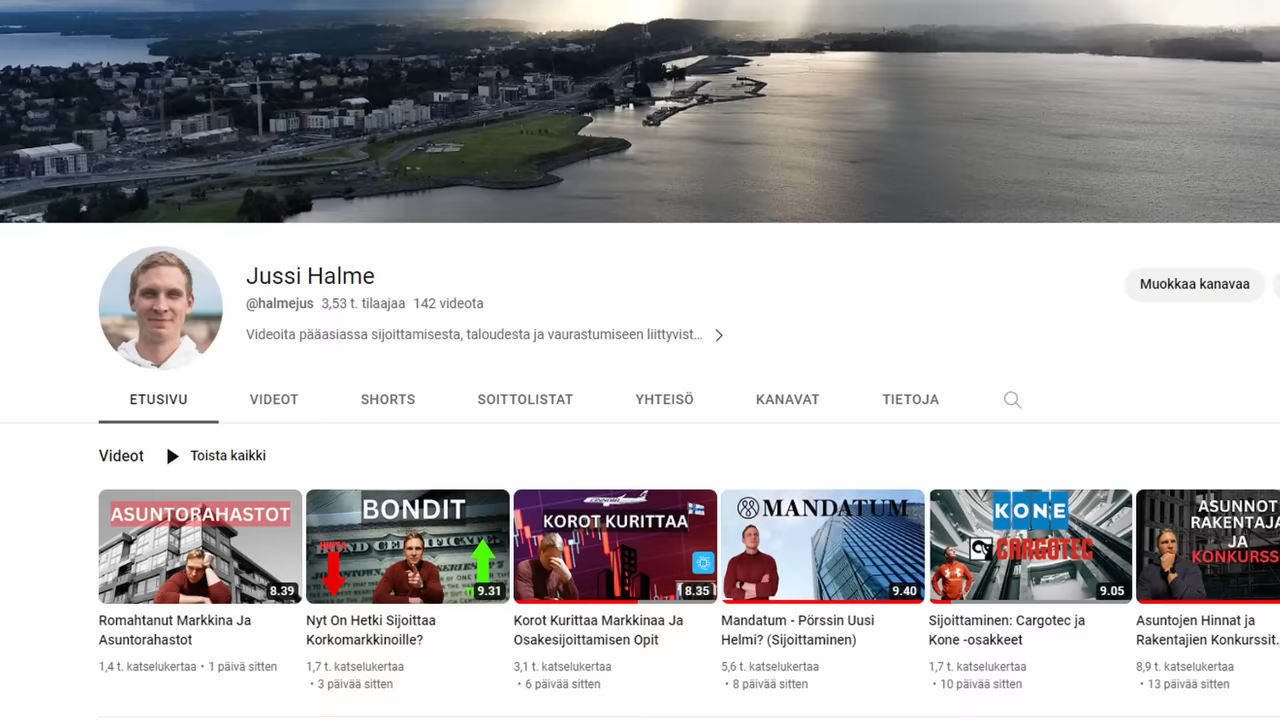 Jussi Halme
@halmejus 3,53 t. tilaajaa 142 videota
Videoita pääasiassa sijoittamisesta, taloudesta ja vaurastumiseen liittyvist...
Muokkaa kanavaa
ETUSIVU VIDEOT SHORTS SOITTOLISTAT YHTEISÖ KANAVAT TIETOJA
Videot Toista kaikki
ASUNTORAHASTOT
8.39
Romahtanut Markkina Ja
Asuntorahastot
1,4 t. katselukertaa • 1 päivä sitten
BONDIT
HINTA
9.31
Nyt On Hetki Sijoittaa
Korkomarkkinoille?
1,7 t. katselukertaa
• 3 päivää sitten
FINNAIR
KOROT KURITTAA
8.35
Korot Kurittaa Markkinaa Ja
Osakesijoittamisen Opit
3,1 t. katselukertaa
• 6 päivää sitten
MANDATUM
9.40
Mandatum - Pörssin Uusi
Helmi? (Sijoittaminen)
5,6 t. katselukertaa
• 8 päivää sitten
KONE
CARGOTEC
9.05
Sijoittaminen: Cargotec ja
Kone -osakkeet
1,7 t. katselukertaa
• 10 päivää sitten
ASUNNOT
RAKENTAJA
JA
KONKURSS
Asuntojen Hinnat ja
Rakentajien Konkurssit...
8,9 t. katselukertaa
• 13 päivää sitten